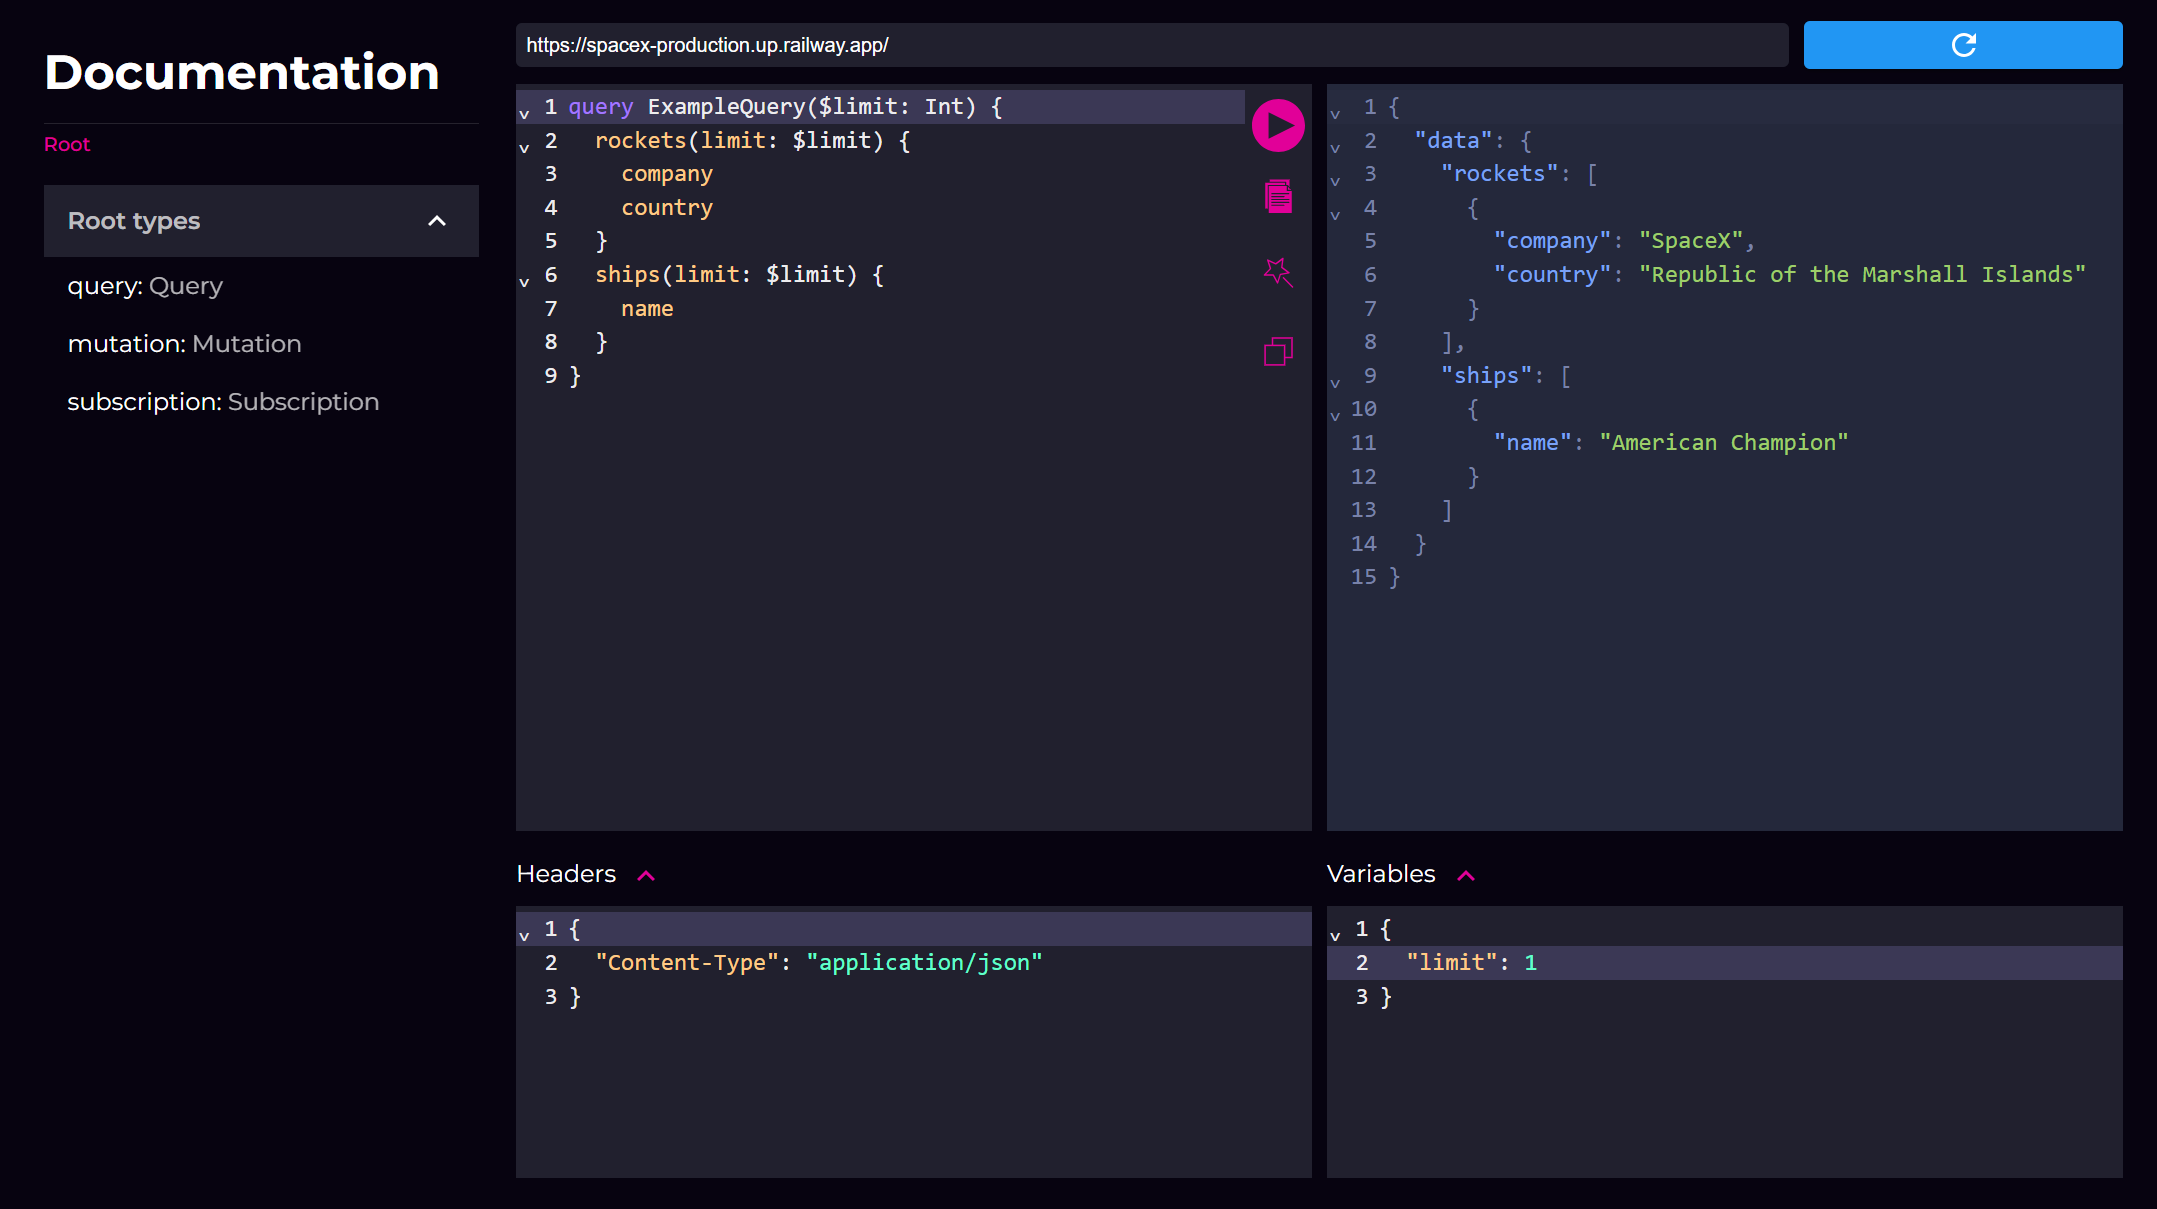 Documentation
Root
Root types
query: Query
mutation: Mutation
subscription: Subscription
https://spacex-production.up.railway.app/
1 query ExampleQuery($limit: Int) {
2   rockets(limit: $limit) {
3     company
4     country
5   }
6   ships(limit: $limit) {
7     name
8   }
9 }
1 {
2   "data": {
3     "rockets": [
4       {
5         "company": "SpaceX",
6         "country": "Republic of the Marshall Islands"
7       }
8     ],
9     "ships": [
10       {
11         "name": "American Champion"
12       }
13     ]
14   }
15 }
Headers
1 {
2   "Content-Type": "application/json"
3 }
Variables
1 {
2   "limit": 1
3 }